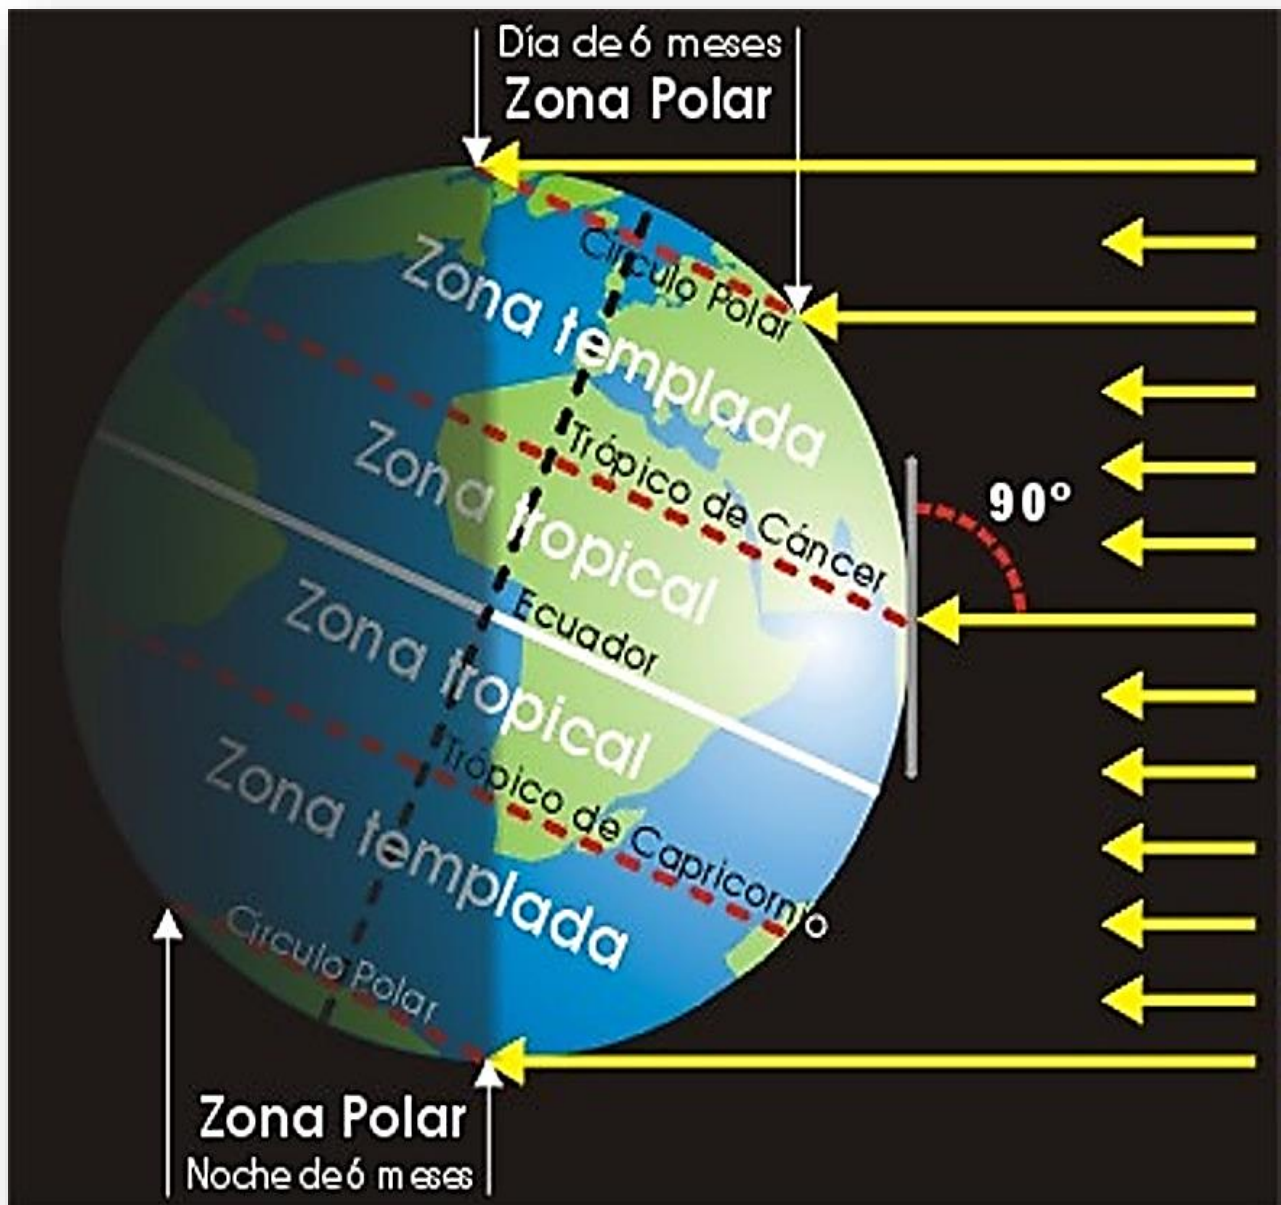 Día de 6 meses
Zona Polar
Círculo Polar
Zona templada
Trópico de Cáncer
90º
Zona tropical
Ecuador
Zona tropical
Trópico de Capricornio
Zona templada
Círculo Polar
Zona Polar
Noche de 6 meses